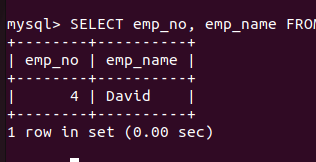 mysql> SELECT emp_no, emp_name FROM
+--------+----------+
| emp_no | emp_name |
+--------+----------+
|      4 | David    |
+--------+----------+
1 row in set (0.00 sec)